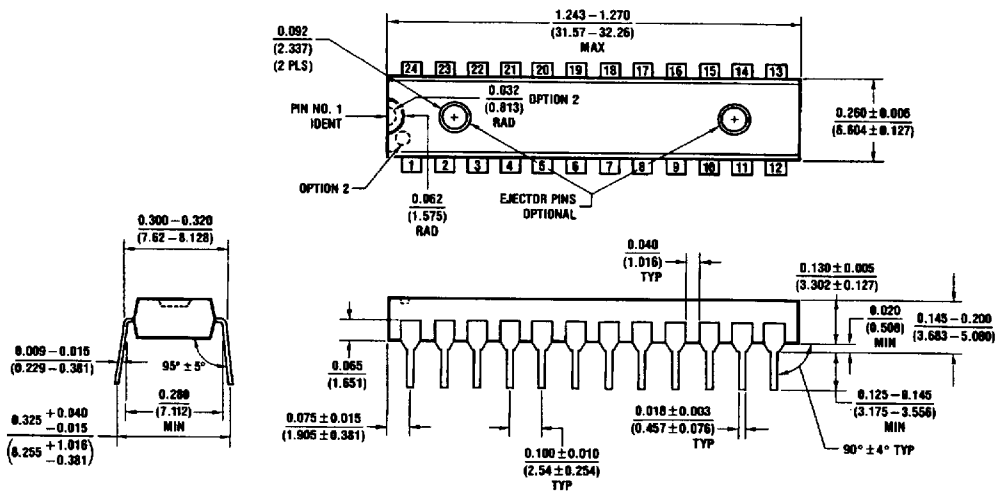 1.243 – 1.270
(31.57 – 32.26)
MAX
0.092
(2.337)
(2 PLS)
24 23 22 21 20 19 18 17 16 15 14 13
0.032
(0.813)
RAD
OPTION 2
PIN NO. 1
IDENT
0.260 ± 0.005
(6.604 ± 0.127)
1 2 3 4 5 6 7 8 9 10 11 12
OPTION 2
0.062
(1.575)
RAD
EJECTOR PINS
OPTIONAL
0.300 – 0.320
(7.62 – 8.128)
0.040
(1.016)
TYP
0.130 ± 0.005
(3.302 ± 0.127)
0.020
(0.508)
MIN
0.145 – 0.200
(3.683 – 5.080)
0.009 – 0.015
(0.229 – 0.381)
95° ± 5°
0.065
(1.651)
0.280
(7.112)
MIN
0.125 – 0.145
(3.175 – 3.556)
MIN
0.325 + 0.040
– 0.015
(8.255 + 1.016)
– 0.381
0.075 ± 0.015
(1.905 ± 0.381)
0.018 ± 0.003
(0.457 ± 0.076)
TYP
90° ± 4° TYP
0.100 ± 0.010
(2.54 ± 0.254)
TYP